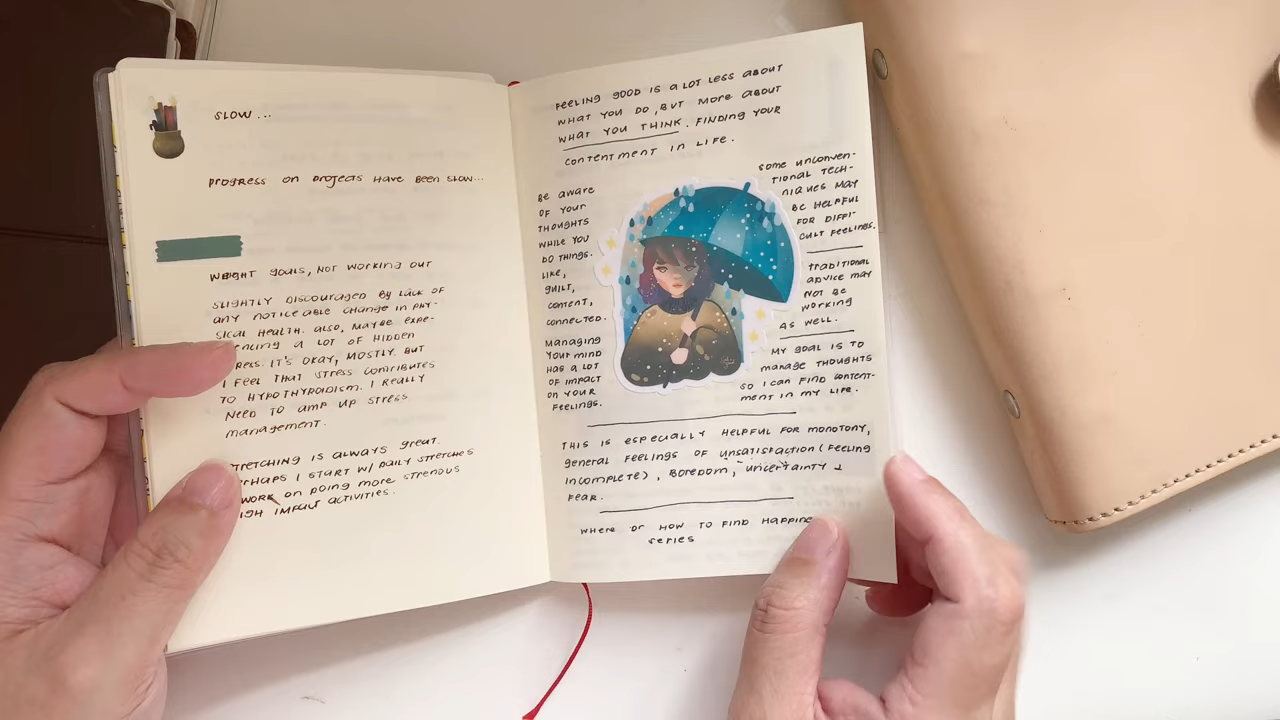 SLOW...
PROGRESS ON PROJECTS HAVE BEEN SLOW...
WEIGHT GOALS, NOT WORKING OUT
SLIGHTLY DISCOURAGED BY LACK OF
ANY NOTICEABLE CHANGE IN PHY-
SICAL HEALTH. ALSO, MAYBE EXPE-
A LOT OF HIDDEN
IT'S OKAY, MOSTLY. BUT
I FEEL THAT STRESS CONTRIBUTES
TO HYPOTHYROIDISM. I REALLY
NEED TO AMP UP STRESS
MANAGEMENT.
IS ALWAYS GREAT.
I START W/ DAILY STRETCHES
WORK ON DOING MORE STRENOUS
IMPACT ACTIVITIES.
FEELING GOOD IS A LOT LESS ABOUT
WHAT YOU DO, BUT MORE ABOUT
WHAT YOU THINK. FINDING YOUR
CONTENTMENT IN LIFE.
BE AWARE
OF YOUR
THOUGHTS
WHILE YOU
DO THINGS.
LIKE,
GUILT,
CONTENT,
CONNECTED.
MANAGING
YOUR MIND
HAS A LOT
OF IMPACT
ON YOUR
FEELINGS.
SOME UNCONVEN-
TIONAL TECH-
NIQUES MAY
BE HELPFUL
FOR DIFFI-
CULT FEELINGS.
TRADITIONAL
ADVICE MAY
NOT BE
WORKING
AS WELL.
MY GOAL IS TO
MANAGE THOUGHTS
SO I CAN FIND CONTENT-
MENT IN MY LIFE.
THIS IS ESPECIALLY HELPFUL FOR MONOTONY,
GENERAL FEELINGS OF UNSATISFACTION (FEELING
INCOMPLETE), BOREDOM, UNCERTAINTY &
FEAR.
WHERE OR HOW TO FIND
SERIES